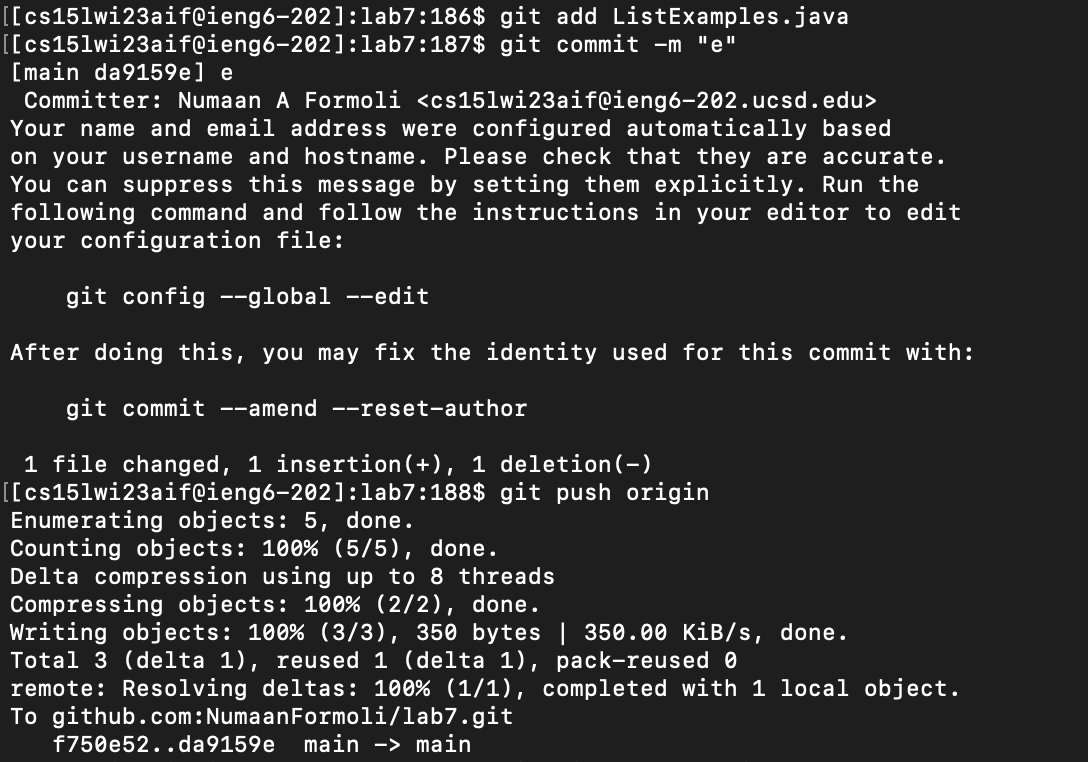 [[cs15lwi23aif@ieng6-202]:lab7:186$ git add ListExamples.java
[[cs15lwi23aif@ieng6-202]:lab7:187$ git commit -m "e"
[main da9159e] e
 Committer: Numaan A Formoli <cs15lwi23aif@ieng6-202.ucsd.edu>
Your name and email address were configured automatically based
on your username and hostname. Please check that they are accurate.
You can suppress this message by setting them explicitly. Run the
following command and follow the instructions in your editor to edit
your configuration file:

    git config --global --edit

After doing this, you may fix the identity used for this commit with:

    git commit --amend --reset-author

 1 file changed, 1 insertion(+), 1 deletion(-)
[[cs15lwi23aif@ieng6-202]:lab7:188$ git push origin
Enumerating objects: 5, done.
Counting objects: 100% (5/5), done.
Delta compression using up to 8 threads
Compressing objects: 100% (2/2), done.
Writing objects: 100% (3/3), 350 bytes | 350.00 KiB/s, done.
Total 3 (delta 1), reused 1 (delta 1), pack-reused 0
remote: Resolving deltas: 100% (1/1), completed with 1 local object.
To github.com:NumaanFormoli/lab7.git
   f750e52..da9159e  main -> main